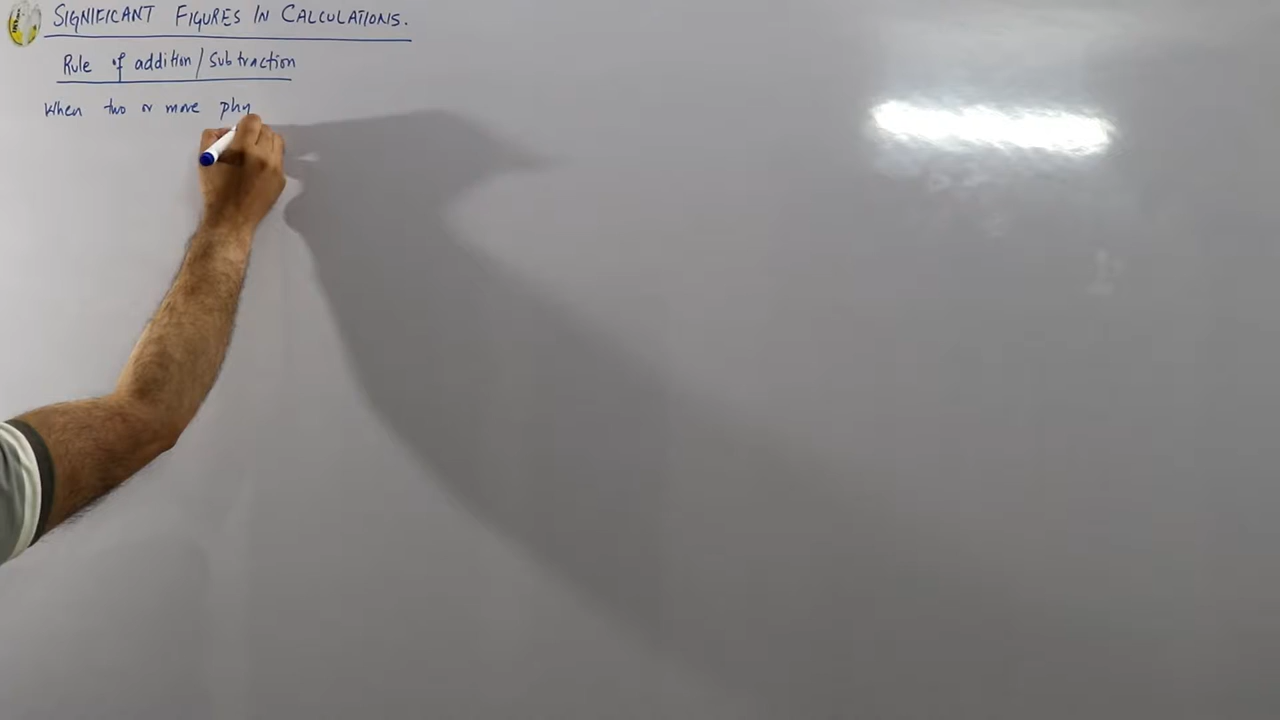 SIGNIFICANT FIGURES IN CALCULATIONS.
Rule of addition/Subtraction
When two or more phy